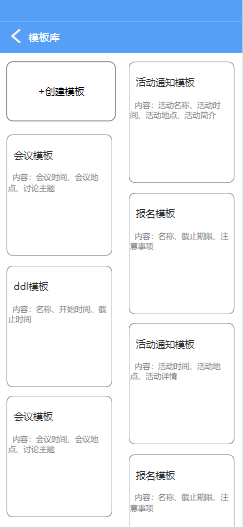 模板库
+创建模板
活动通知模板
内容：活动名称、活动时
间、活动地点、活动简介
会议模板
内容：会议时间、会议地
点、讨论主题
报名模板
内容：名称、截止期限、注
意事项
ddl模板
内容：名称、开始时间、截
止时间
活动通知模板
内容：活动时间、活动地
点、活动详情
会议模板
内容：会议时间、会议地
点、讨论主题
报名模板
内容：名称、截止期限、注
意事项